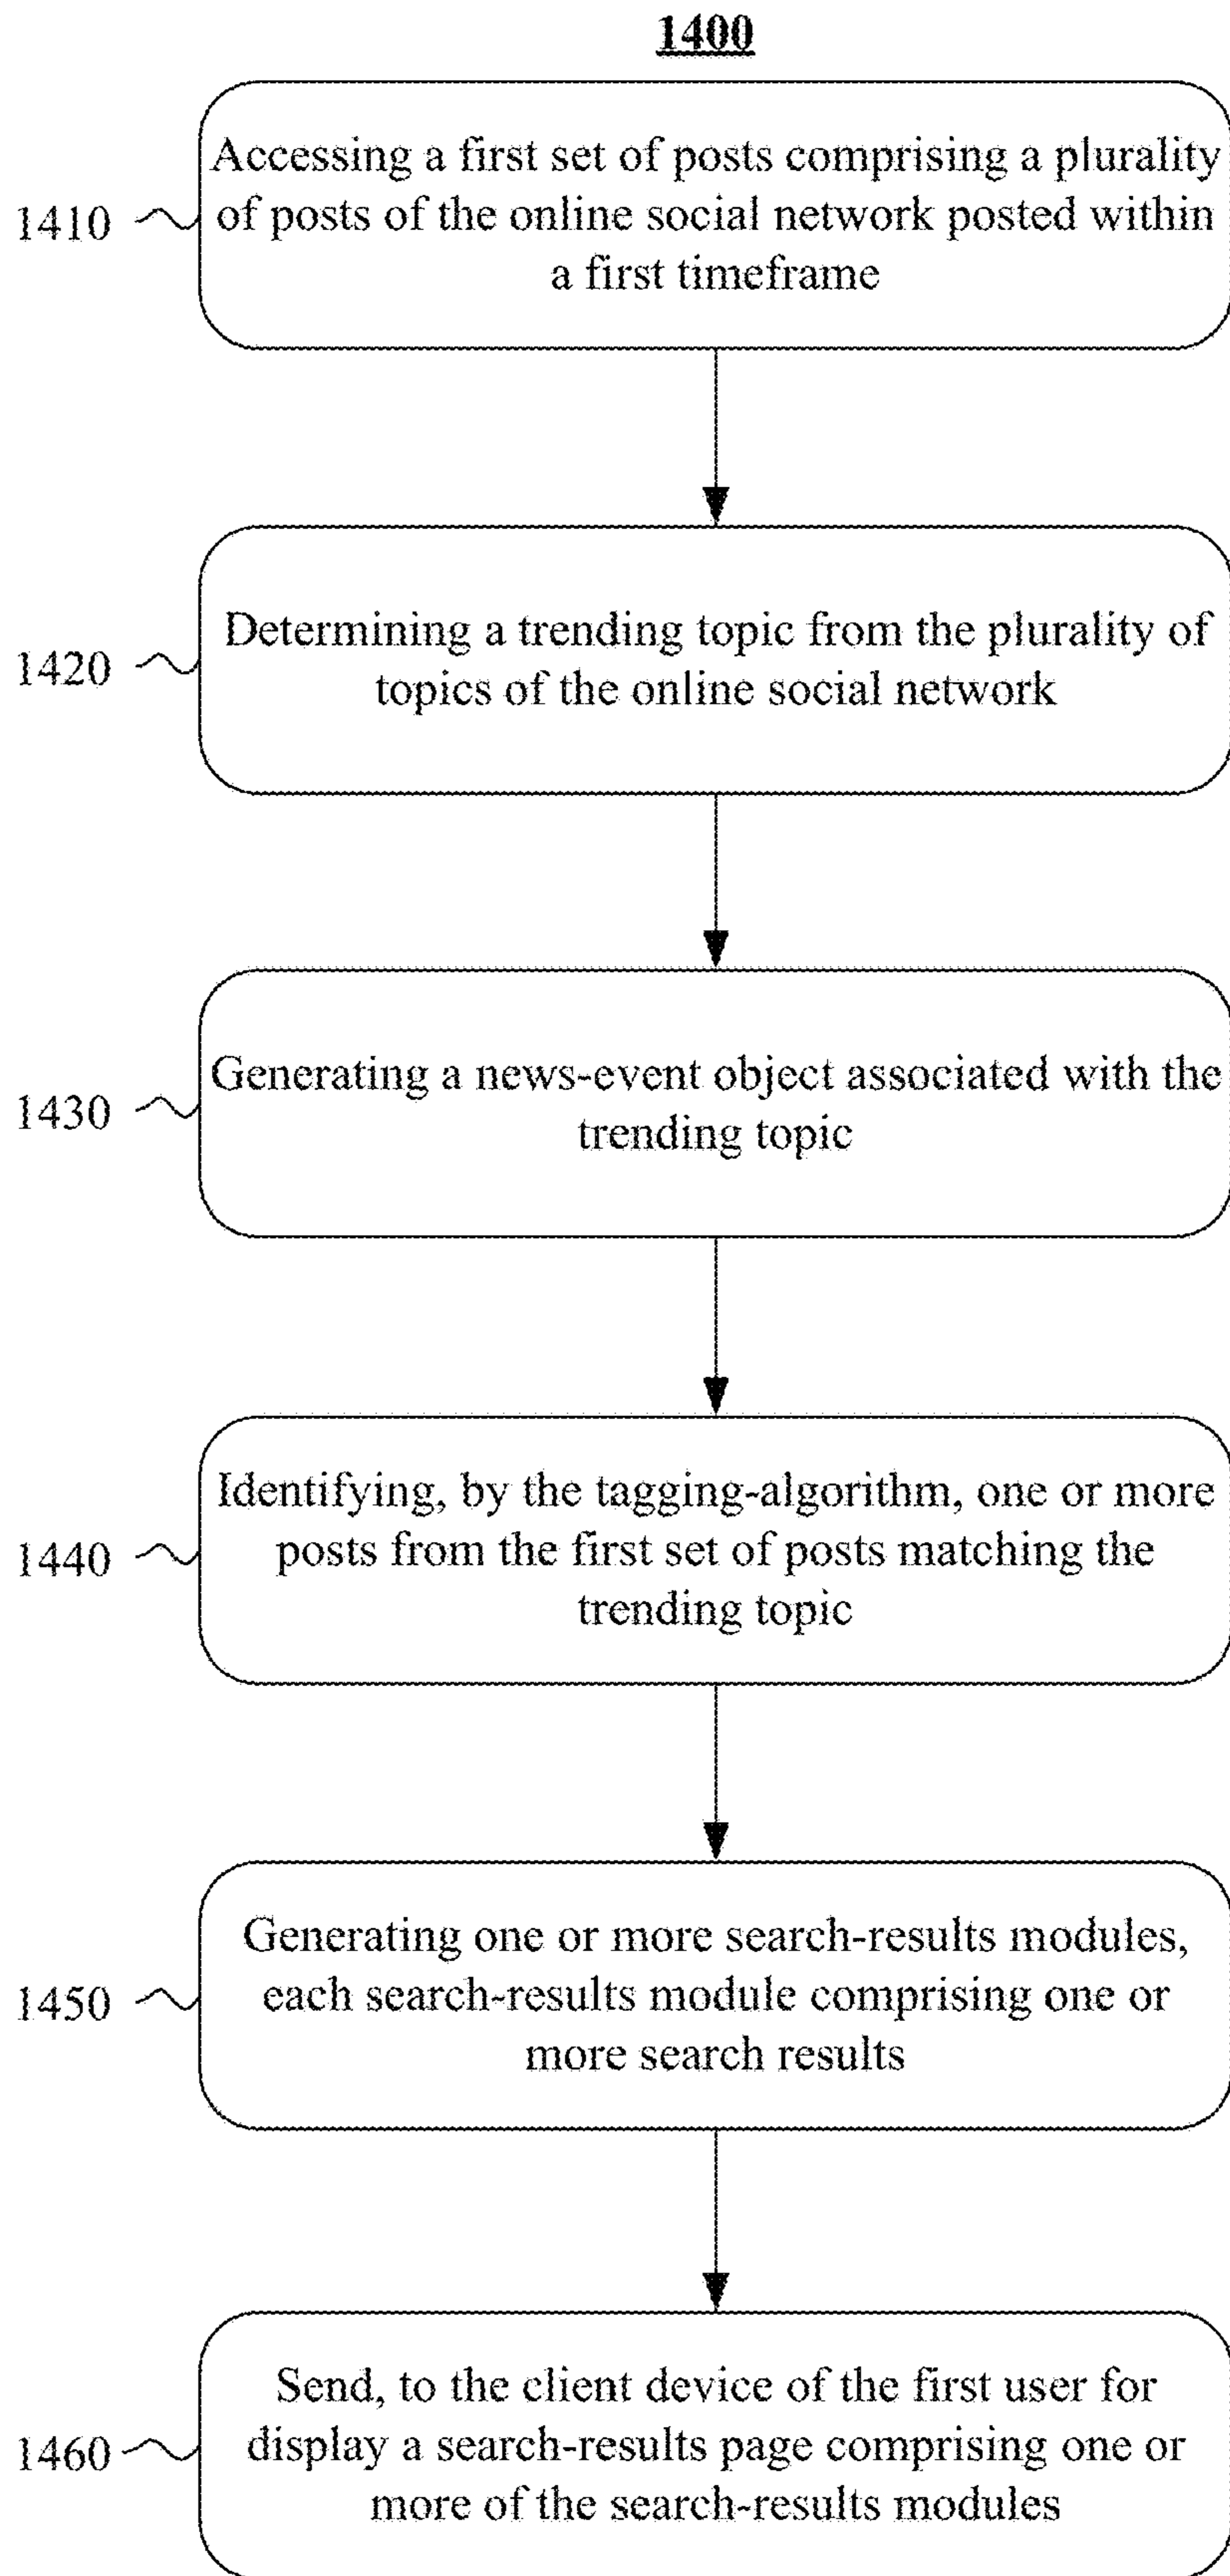 1400
1410
Accessing a first set of posts comprising a plurality
of posts of the online social network posted within
a first timeframe
1420
Determining a trending topic from the plurality of
topics of the online social network
1430
Generating a news-event object associated with the
trending topic
1440
Identifying, by the tagging-algorithm, one or more
posts from the first set of posts matching the
trending topic
1450
Generating one or more search-results modules,
each search-results module comprising one or
more search results
1460
Send, to the client device of the first user for
display a search-results page comprising one or
more of the search-results modules